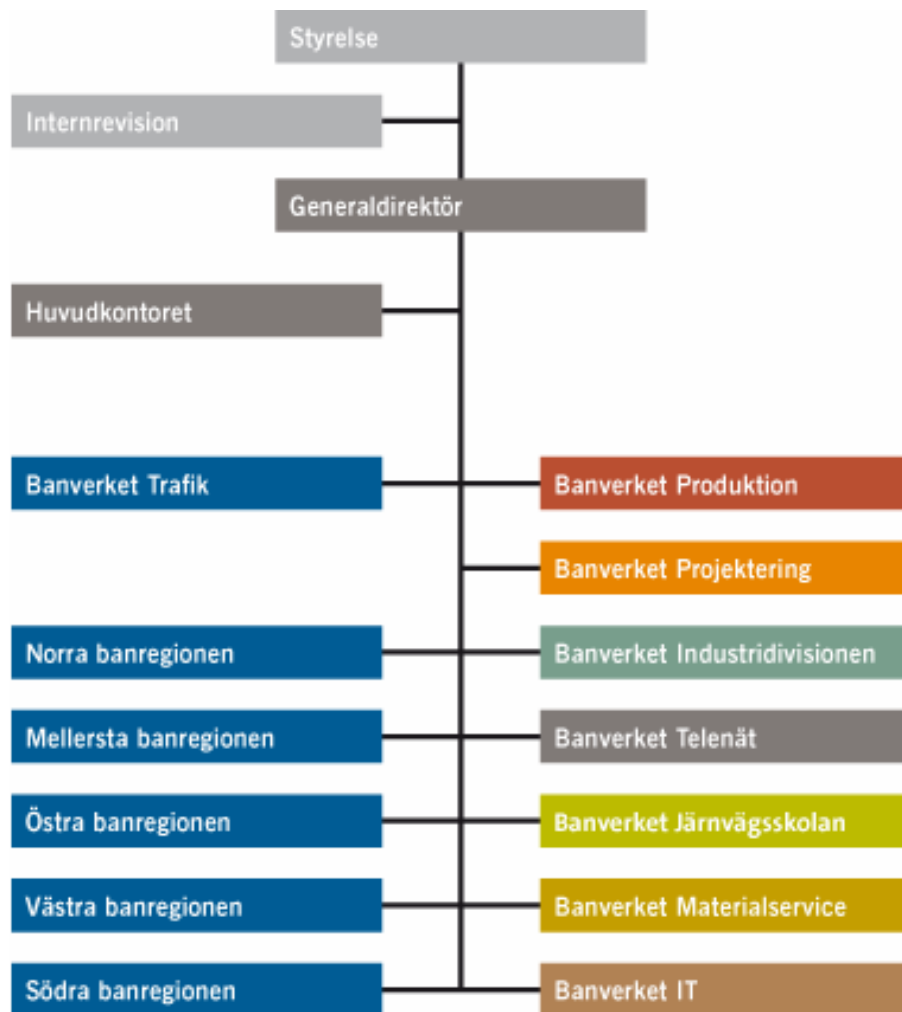 Styrelse
Internrevision
Generaldirektör
Huvudkontoret
Banverket Trafik
Banverket Produktion
Banverket Projektering
Norra banregionen
Banverket Industridivisionen
Mellersta banregionen
Banverket Telenät
Östra banregionen
Banverket Järnvägsskolan
Västra banregionen
Banverket Materialservice
Södra banregionen
Banverket IT